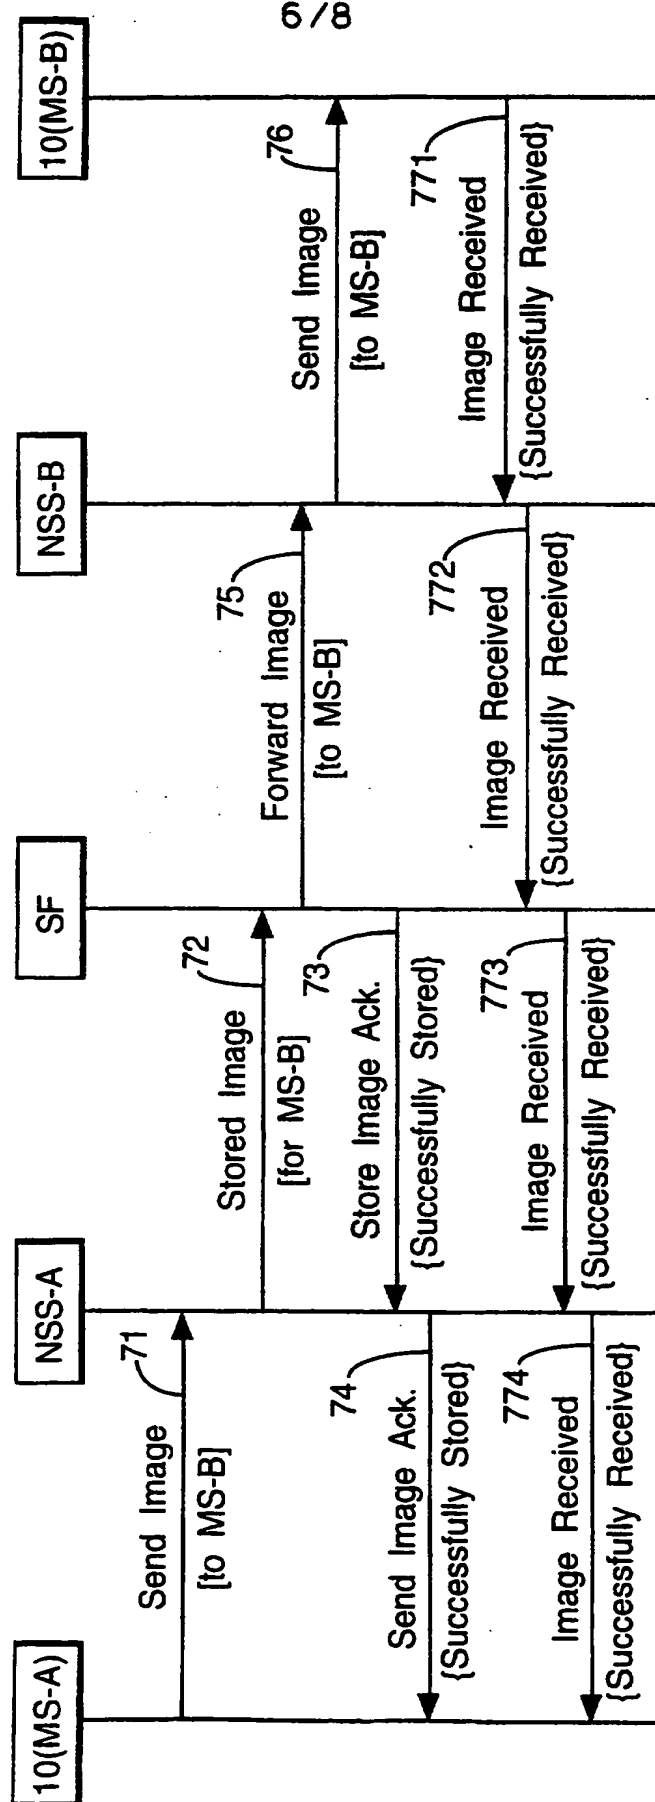 6/8
10(MS-A)
NSS-A
SF
NSS-B
10(MS-B)
71
Send Image
[to MS-B]
72
Stored Image
[for MS-B]
75
Forward Image
[to MS-B]
76
Send Image
[to MS-B]
73
Store Image Ack.
{Successfully Stored}
74
Send Image Ack.
{Successfully Stored}
771
Image Received
{Successfully Received}
772
Image Received
{Successfully Received}
773
Image Received
{Successfully Received}
774
Image Received
{Successfully Received}